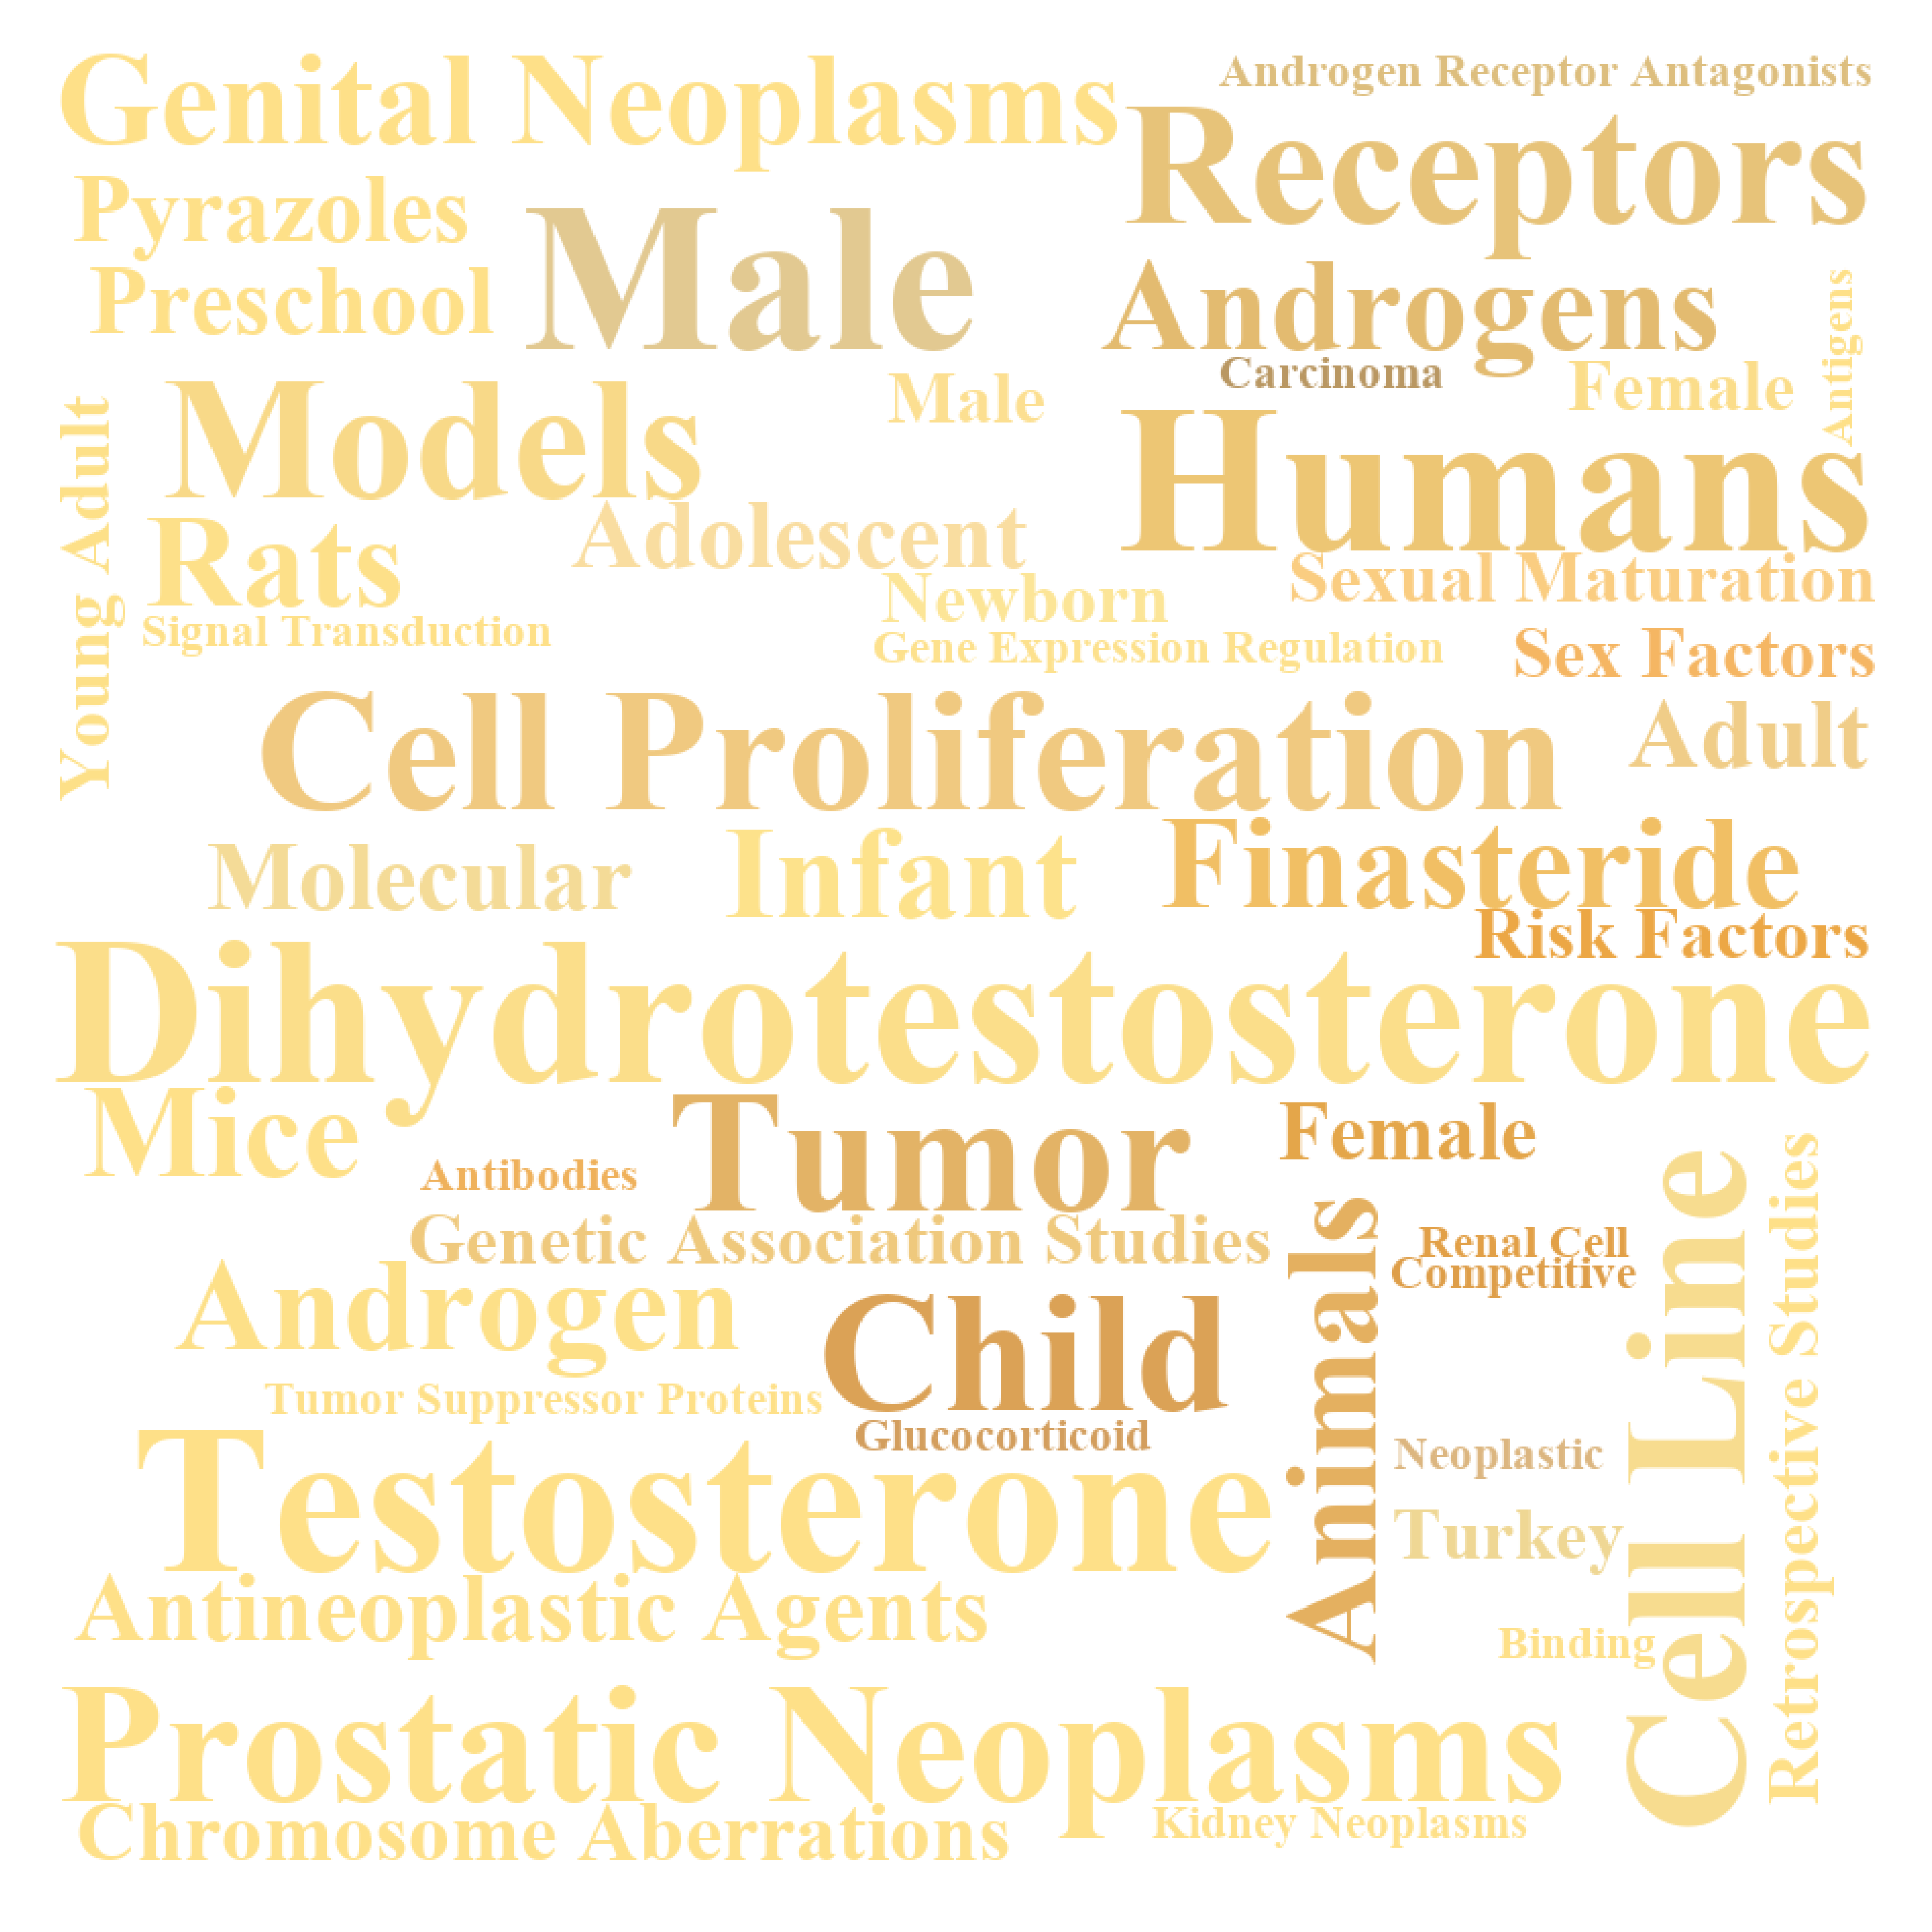 Genital Neoplasms
Androgen Receptor Antagonists
Receptors
Pyrazoles
Male
Preschool
Androgens
Antigens
Carcinoma
Female
Models
Male
Humans
Young Adult
Rats
Adolescent
Sexual Maturation
Newborn
Signal Transduction
Gene Expression Regulation
Sex Factors
Cell Proliferation
Adult
Molecular
Infant
Finasteride
Risk Factors
Dihydrotestosterone
Mice
Tumor
Female
Antibodies
Genetic Association Studies
Animals
Renal Cell
Competitive
Cell Line
Retrospective Studies
Androgen
Child
Tumor Suppressor Proteins
Glucocorticoid
Testosterone
Neoplastic
Turkey
Antineoplastic Agents
Binding
Prostatic Neoplasms
Chromosome Aberrations
Kidney Neoplasms